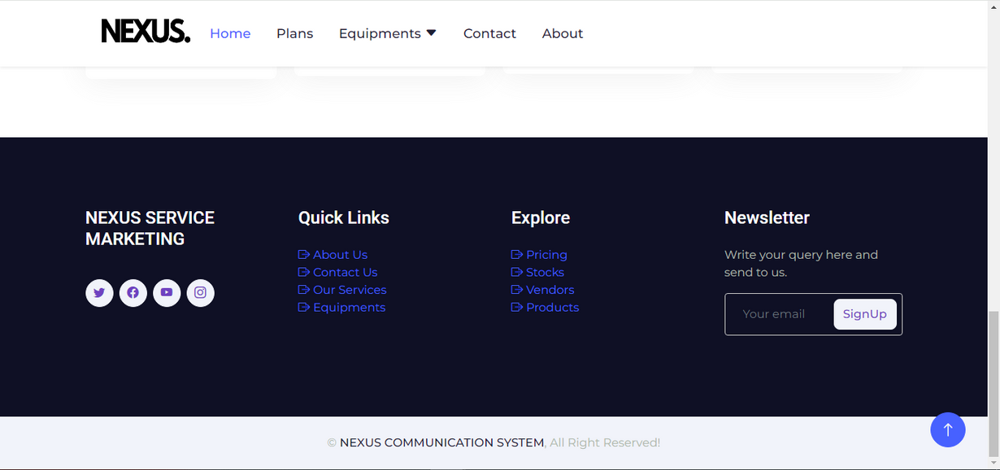 NEXUS.
Home Plans Equipments Contact About
NEXUS SERVICE
MARKETING
Quick Links
About Us
Contact Us
Our Services
Equipments
Explore
Pricing
Stocks
Vendors
Products
Newsletter
Write your query here and
send to us.
Your email SignUp
© NEXUS COMMUNICATION SYSTEM, All Right Reserved!